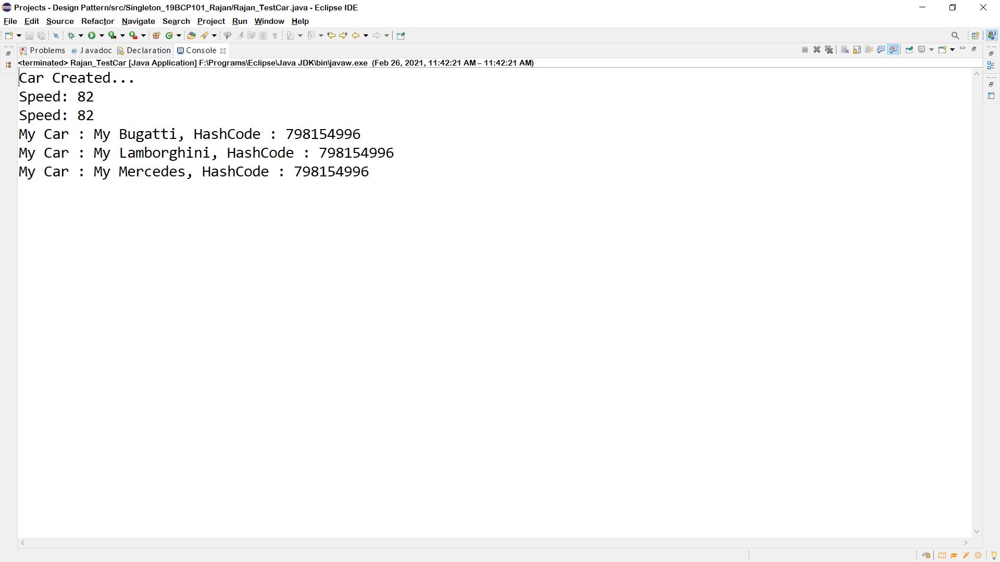 Projects - Design Pattern/src/Singleton_19BCP101_Rajan/Rajan_TestCar.java - Eclipse IDE
File Edit Source Refactor Navigate Search Project Run Window Help
Problems @ Javadoc Declaration Console
<terminated> Rajan_TestCar [Java Application] F:\Programs\Eclipse\Java JDK\bin\javaw.exe (Feb 26, 2021, 11:42:21 AM – 11:42:21 AM)
Car Created...
Speed: 82
Speed: 82
My Car : My Bugatti, HashCode : 798154996
My Car : My Lamborghini, HashCode : 798154996
My Car : My Mercedes, HashCode : 798154996